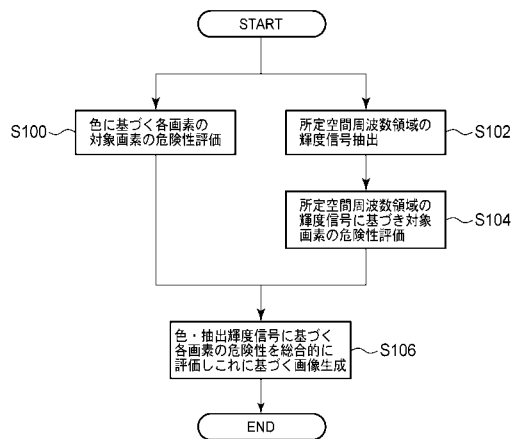 START
S100
色に基づく各画素の
対象画素の危険性評価
所定空間周波数領域の
輝度信号抽出
S102
所定空間周波数領域の
輝度信号に基づき対象
画素の危険性評価
S104
色・抽出輝度信号に基づく
各画素の危険性を総合的に
評価しこれに基づく画像生成
S106
END